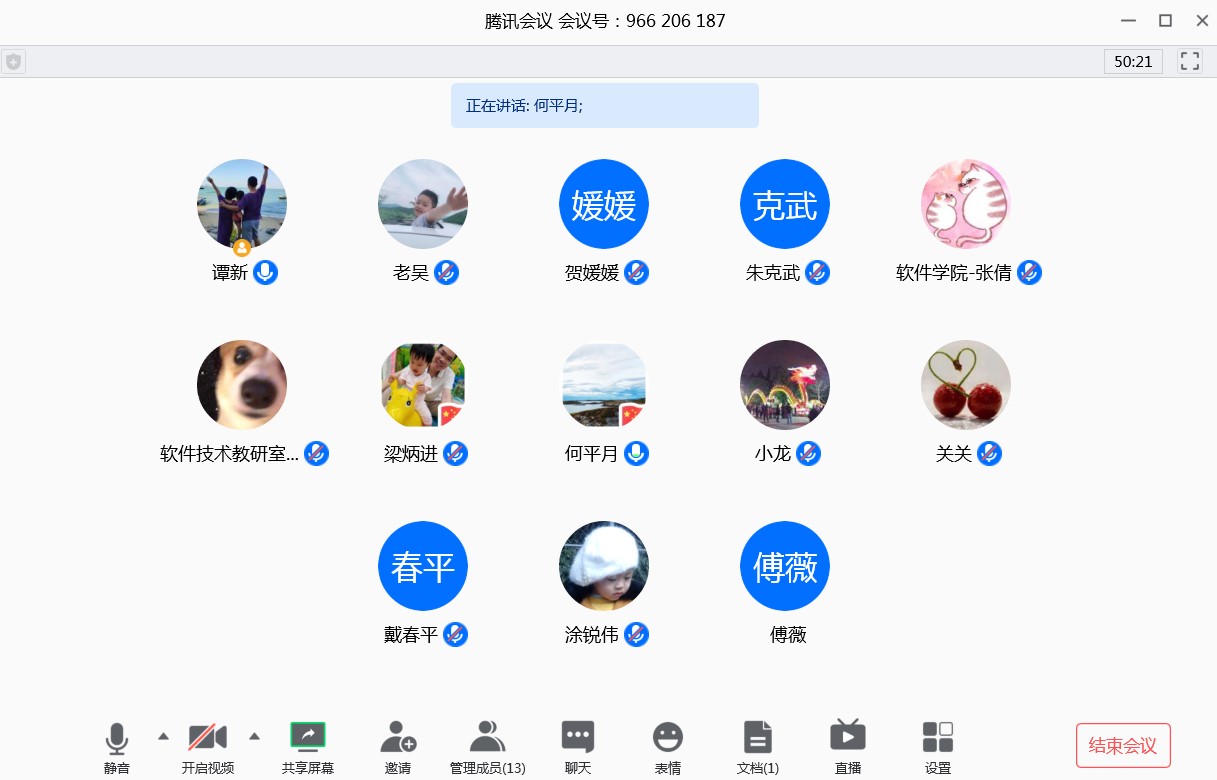 腾讯会议 会议号：966 206 187
50:21
正在讲话: 何平月;
媛媛
克武
谭新
老吴
贺媛媛
朱克武
软件学院-张倩
软件技术教研室...
梁炳进
何平月
小龙
关关
春平
傅薇
戴春平
涂锐伟
傅薇
静音
开启视频
共享屏幕
邀请
管理成员(13)
聊天
表情
文档(1)
直播
设置
结束会议